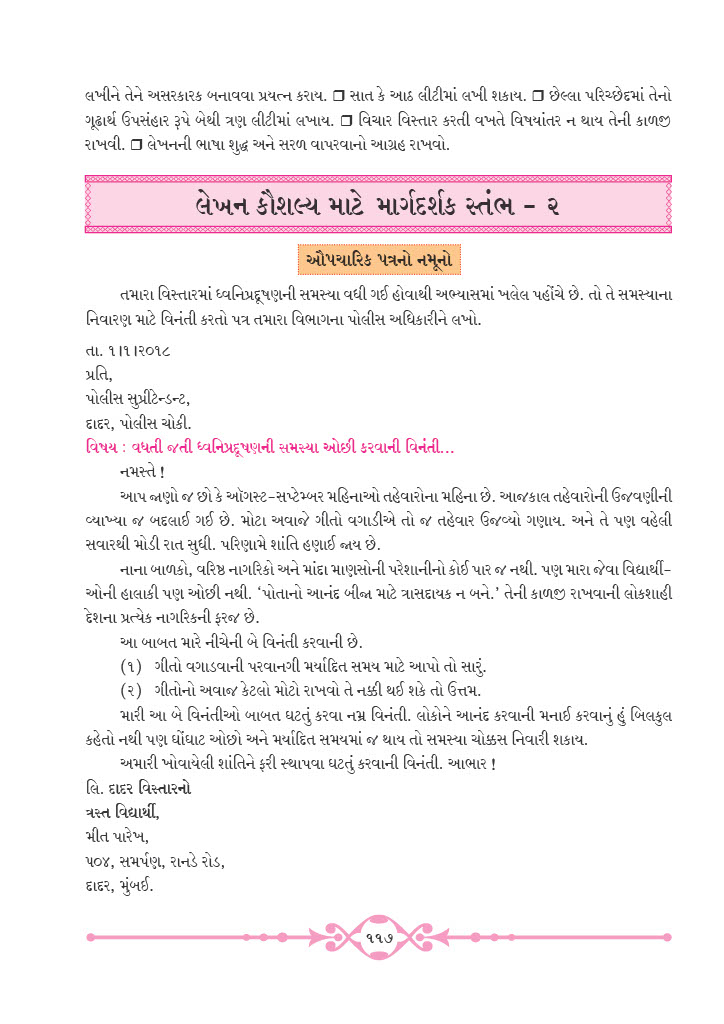 લખીને તેને અસરકારક બનાવવા પ્રયત્ન કરાય. ❒ સાત કે આઠ લીટીમાં લખી શકાય. ❒ છેલ્લા પરિચ્છેદમાં તેનો
ગૂઢાર્થ ઉપસંહાર રૂપે બેથી ત્રણ લીટીમાં લખાય. ❒ વિચાર વિસ્તાર કરતી વખતે વિષયાંતર ન થાય તેની કાળજી
રાખવી. ❒ લેખનની ભાષા શુદ્ધ અને સરળ વાપરવાનો આગ્રહ રાખવો.
લેખન કૌશલ્ય માટે માર્ગદર્શક સ્તંભ - ૨
ઔપચારિક પત્રનો નમૂનો
તમારા વિસ્તારમાં ધ્વનિપ્રદૂષણની સમસ્યા વધી ગઈ હોવાથી અભ્યાસમાં ખલેલ પહોંચે છે. તો તે સમસ્યાના
નિવારણ માટે વિનંતી કરતો પત્ર તમારા વિભાગના પોલીસ અધિકારીને લખો.
તા. ૧।૧।૨૦૧૮
પ્રતિ,
પોલીસ સુપ્રીટેન્ડન્ટ,
દાદર, પોલીસ ચોકી.
વિષય : વધતી જતી ધ્વનિપ્રદૂષણની સમસ્યા ઓછી કરવાની વિનંતી...
નમસ્તે !
આપ જાણો જ છો કે ઑગસ્ટ-સપ્ટેમ્બર મહિનાઓ તહેવારોના મહિના છે. આજકાલ તહેવારોની ઉજવણીની
વ્યાખ્યા જ બદલાઈ ગઈ છે. મોટા અવાજે ગીતો વગાડીએ તો જ તહેવાર ઉજવ્યો ગણાય. અને તે પણ વહેલી
સવારથી મોડી રાત સુધી. પરિણામે શાંતિ હણાઈ જાય છે.
નાના બાળકો, વરિષ્ઠ નાગરિકો અને માંદા માણસોની પરેશાનીનો કોઈ પાર જ નથી. પણ મારા જેવા વિદ્યાર્થી-
ઓની હાલાકી પણ ઓછી નથી. ‘પોતાનો આનંદ બીજા માટે ત્રાસદાયક ન બને.’ તેની કાળજી રાખવાની લોકશાહી
દેશના પ્રત્યેક નાગરિકની ફરજ છે.
આ બાબત મારે નીચેની બે વિનંતી કરવાની છે.
(૧) ગીતો વગાડવાની પરવાનગી મર્યાદિત સમય માટે આપો તો સારું.
(૨) ગીતોનો અવાજ કેટલો મોટો રાખવો તે નક્કી થઈ શકે તો ઉત્તમ.
મારી આ બે વિનંતીઓ બાબત ઘટતું કરવા નમ્ર વિનંતી. લોકોને આનંદ કરવાની મનાઈ કરવાનું હું બિલકુલ
કહેતો નથી પણ ઘોંઘાટ ઓછો અને મર્યાદિત સમયમાં જ થાય તો સમસ્યા ચોક્કસ નિવારી શકાય.
અમારી ખોવાયેલી શાંતિને ફરી સ્થાપવા ઘટતું કરવાની વિનંતી. આભાર !
લિ. દાદર વિસ્તારનો
ત્રસ્ત વિદ્યાર્થી,
મીત પારેખ,
૫૦૪, સમર્પણ, રાનડે રોડ,
દાદર, મુંબઈ.
૧૧૭